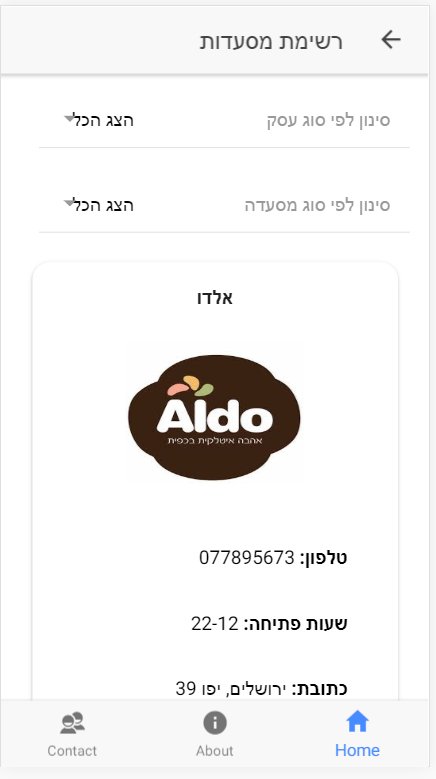 רשימת מסעדות
סינון לפי סוג עסק הצג הכל
סינון לפי סוג מסעדה הצג הכל
אלדו
Aldo
אהבה איטלקית בכפית
טלפון: 077895673
שעות פתיחה: 22-12
כתובת: ירושלים, יפו 39
Contact About Home